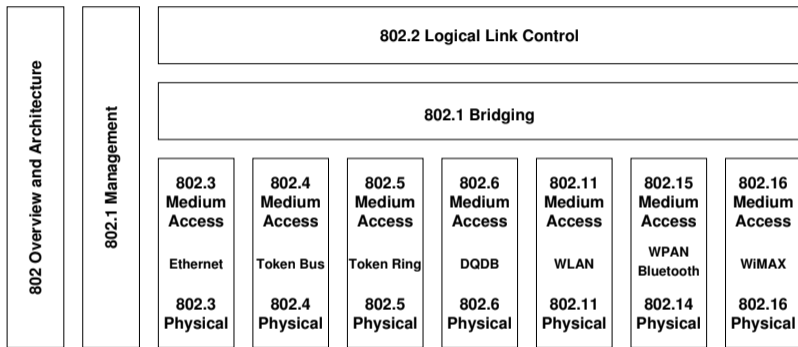 802 Overview and Architecture
802.1 Management
802.2 Logical Link Control
802.1 Bridging
802.3
Medium
Access
Ethernet
802.3
Physical
802.4
Medium
Access
Token Bus
802.4
Physical
802.5
Medium
Access
Token Ring
802.5
Physical
802.6
Medium
Access
DQDB
802.6
Physical
802.11
Medium
Access
WLAN
802.11
Physical
802.15
Medium
Access
WPAN
Bluetooth
802.14
Physical
802.16
Medium
Access
WiMAX
802.16
Physical